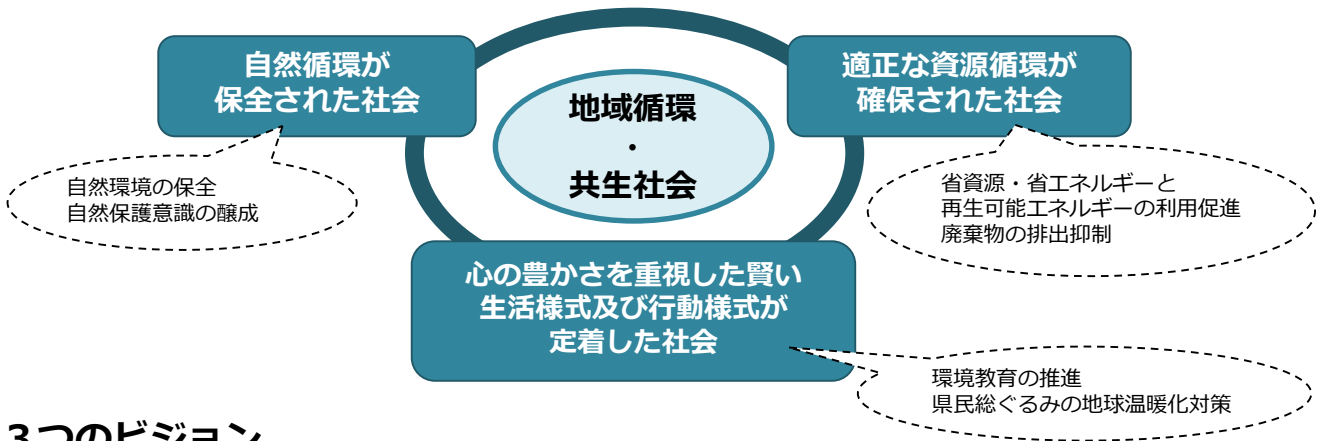 自然循環が
保全された社会
適正な資源循環が
確保された社会
地域循環
・
共生社会
自然環境の保全
自然保護意識の醸成
省資源・省エネルギーと
再生可能エネルギーの利用促進
廃棄物の排出抑制
心の豊かさを重視した賢い
生活様式及び行動様式が
定着した社会
環境教育の推進
県民総ぐるみの地球温暖化対策
3つのビジョン